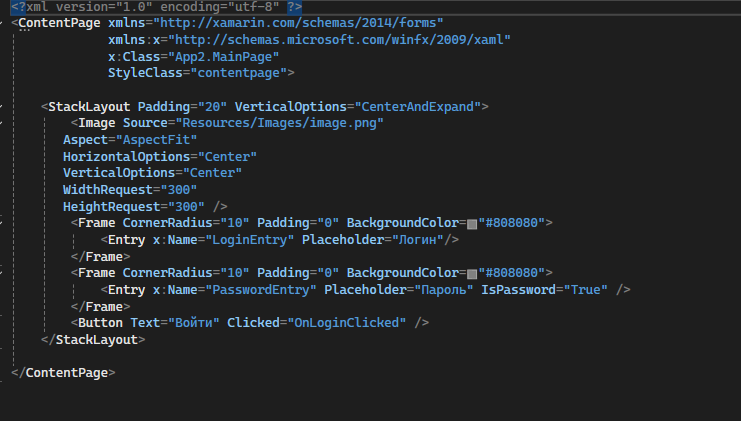 <?xml version="1.0" encoding="utf-8" ?>
<ContentPage xmlns="http://xamarin.com/schemas/2014/forms"
             xmlns:x="http://schemas.microsoft.com/winfx/2009/xaml"
             x:Class="App2.MainPage"
             StyleClass="contentpage">

    <StackLayout Padding="20" VerticalOptions="CenterAndExpand">
        <Image Source="Resources/Images/image.png"
       Aspect="AspectFit"
       HorizontalOptions="Center"
       VerticalOptions="Center"
       WidthRequest="300"
       HeightRequest="300" />
        <Frame CornerRadius="10" Padding="0" BackgroundColor="#808080">
            <Entry x:Name="LoginEntry" Placeholder="Логин"/>
        </Frame>
        <Frame CornerRadius="10" Padding="0" BackgroundColor="#808080">
            <Entry x:Name="PasswordEntry" Placeholder="Пароль" IsPassword="True" />
        </Frame>
        <Button Text="Войти" Clicked="OnLoginClicked" />
    </StackLayout>

</ContentPage>